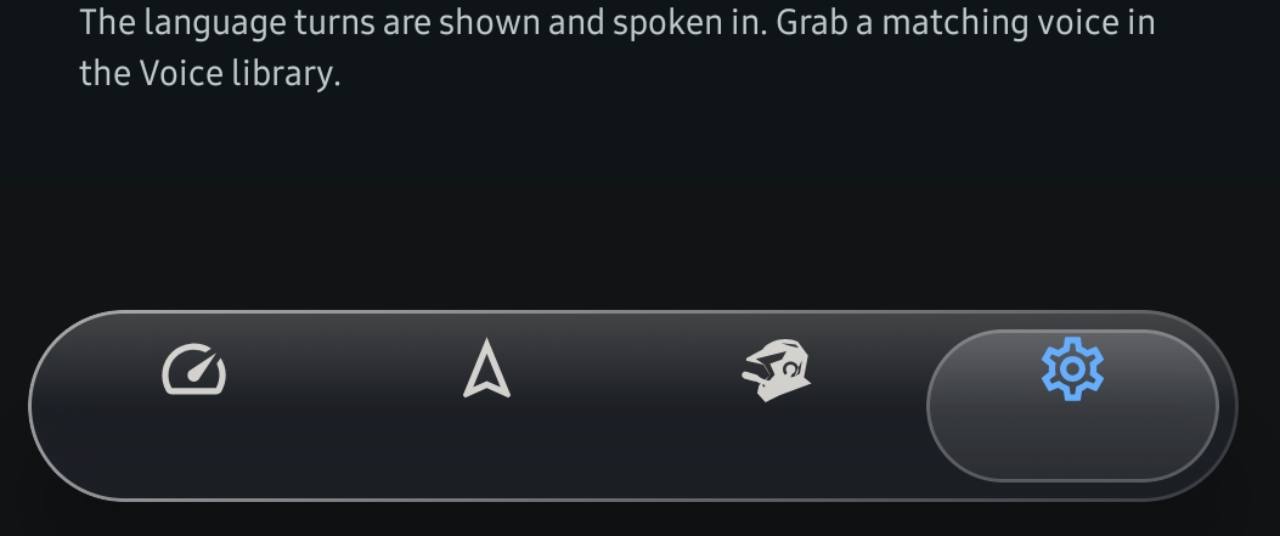 The language turns are shown and spoken in. Grab a matching voice in
the Voice library.